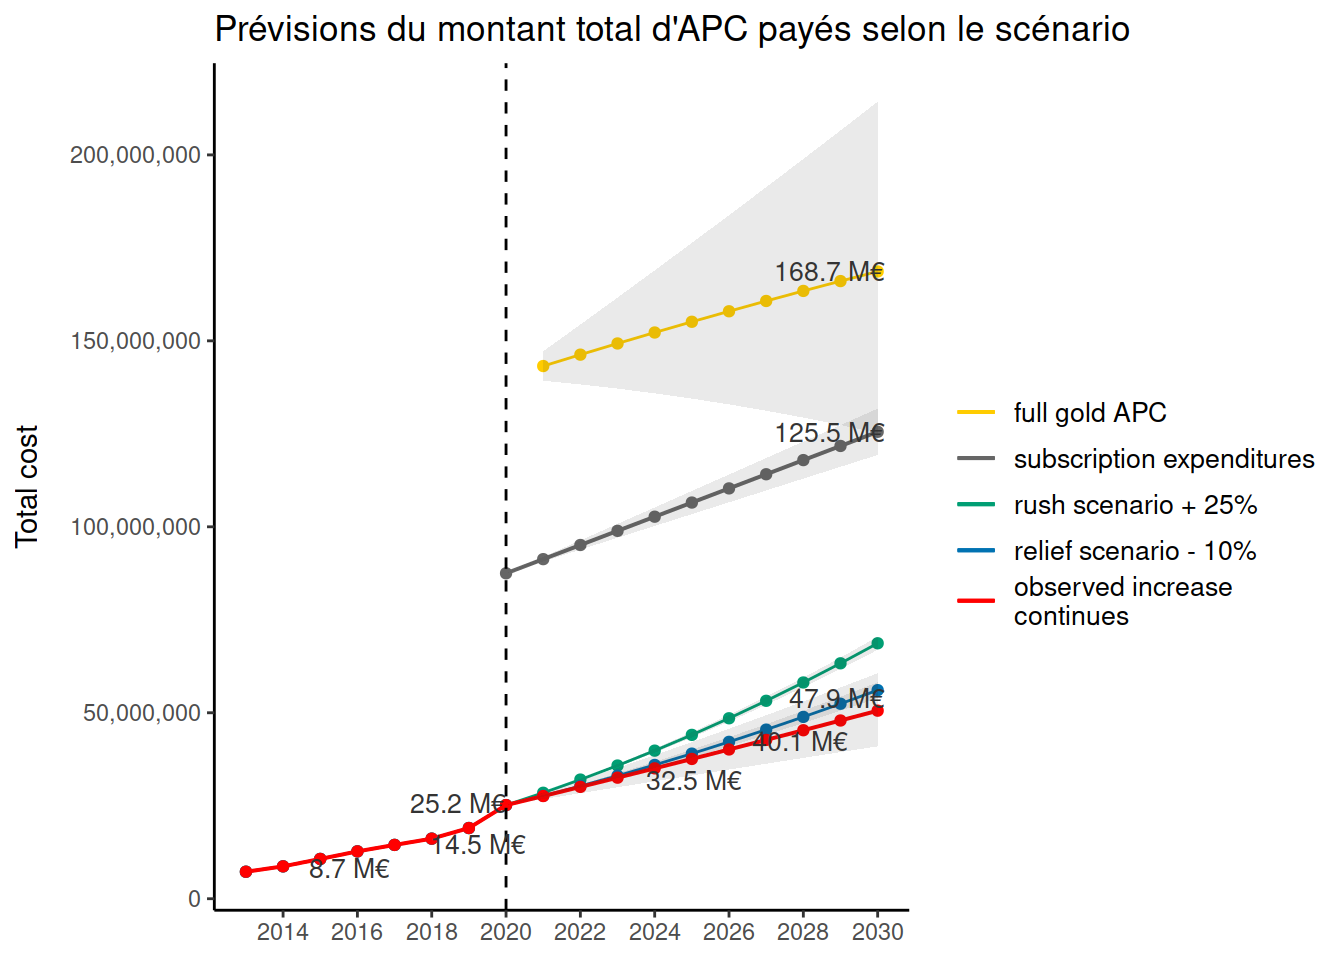 Prévisions du montant total d'APC payés selon le scénario
Total cost
200,000,000
150,000,000
100,000,000
50,000,000
0
2014
2016
2018
2020
2022
2024
2026
2028
2030
168.7 M€
125.5 M€
47.9 M€
40.1 M€
32.5 M€
25.2 M€
14.5 M€
8.7 M€
full gold APC
subscription expenditures
rush scenario + 25%
relief scenario - 10%
observed increase
continues